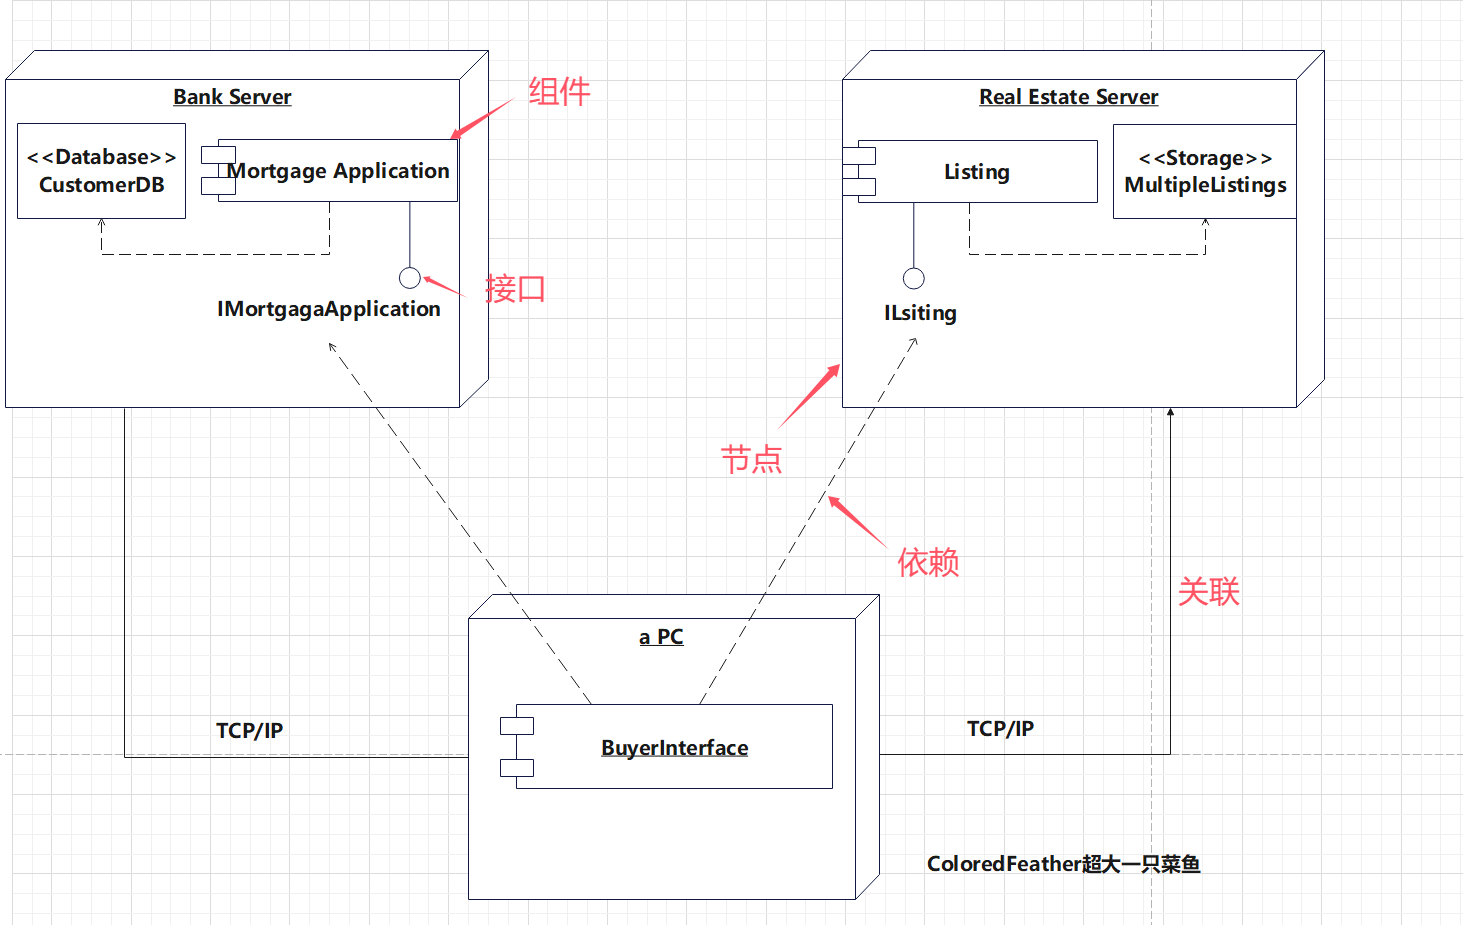 Bank Server
组件
<<Database>>
CustomerDB
Mortgage Application
接口
IMortgagaApplication
Real Estate Server
Listing
<<Storage>>
MultipleListings
ILsiting
节点
依赖
关联
a PC
TCP/IP
BuyerInterface
TCP/IP
ColoredFeather超大一只菜鱼